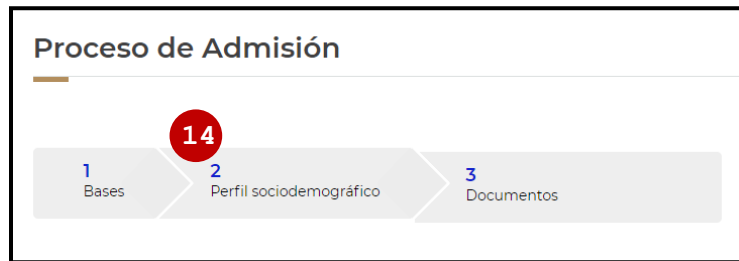 Proceso de Admisión
14
1
Bases
2
Perfil sociodemográfico
3
Documentos